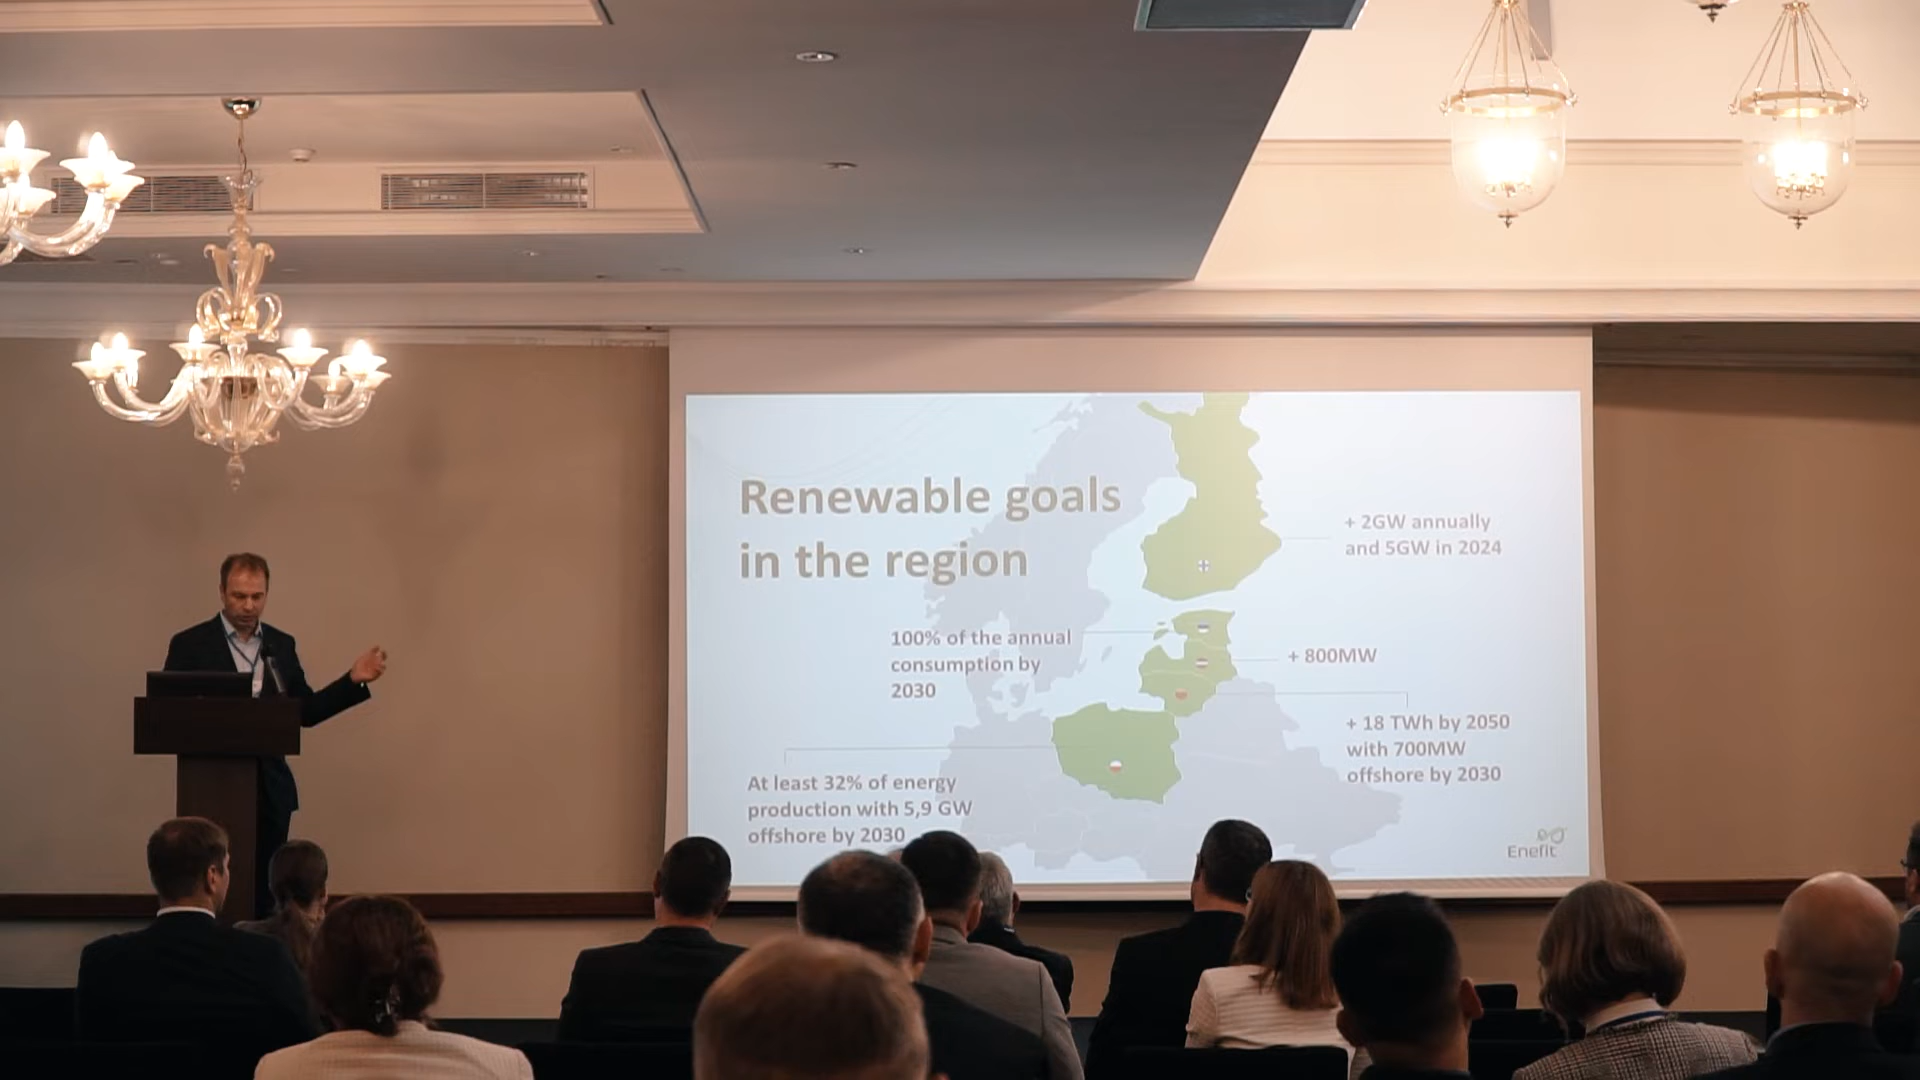 Renewable goals
in the region
+ 2GW annually
and 5GW in 2024
100% of the annual
consumption by
2030
+ 800MW
+ 18 TWh by 2050
with 700MW
offshore by 2030
At least 32% of energy
production with 5,9 GW
offshore by 2030
Enefit